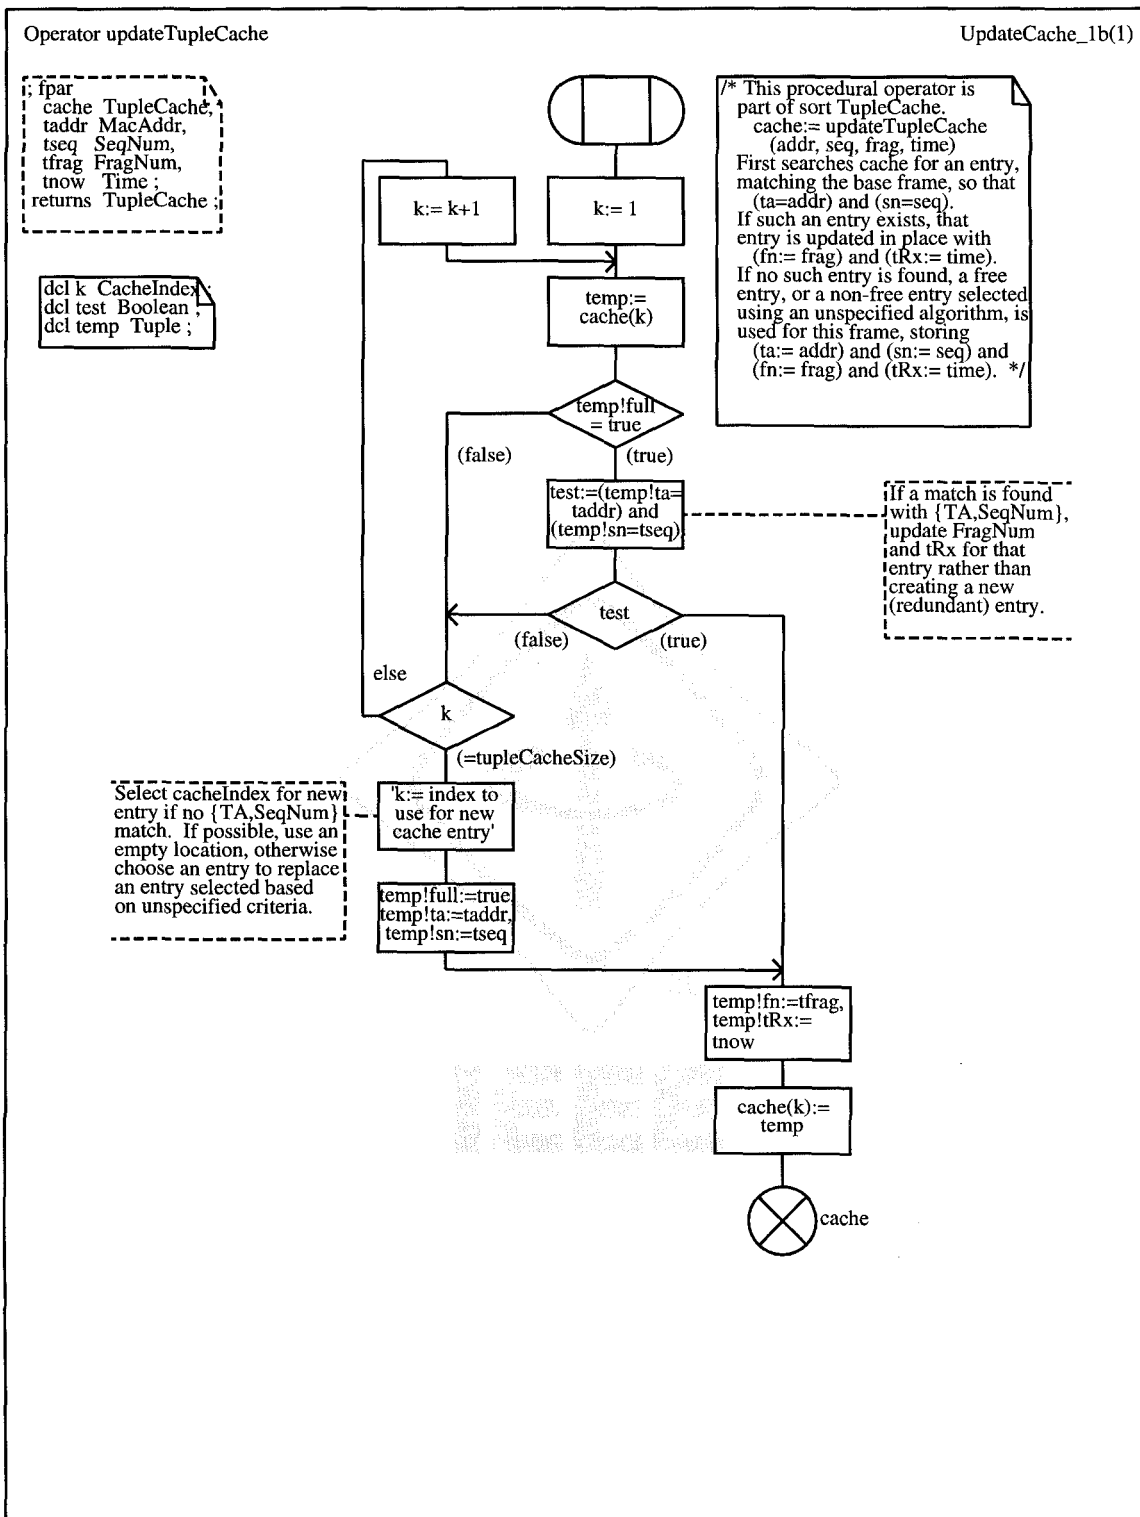 Operator updateTupleCache
UpdateCache_1b(1)
; fpar
cache TupleCache,
taddr MacAddr,
tseq SeqNum,
tfrag FragNum,
tnow Time ;
returns TupleCache ;
dcl k CacheIndex ;
dcl test Boolean ;
dcl temp Tuple ;
/* This procedural operator is
part of sort TupleCache.
cache:= updateTupleCache
(addr, seq, frag, time)
First searches cache for an entry,
matching the base frame, so that
(ta=addr) and (sn=seq).
If such an entry exists, that
entry is updated in place with
(fn:= frag) and (tRx:= time).
If no such entry is found, a free
entry, or a non-free entry selected
using an unspecified algorithm, is
used for this frame, storing
(ta:= addr) and (sn:= seq) and
(fn:= frag) and (tRx:= time). */
k:= k+1
k:= 1
temp:=
cache(k)
temp!full
= true
(false)
(true)
test:=(temp!ta=
taddr) and
(temp!sn=tseq)
If a match is found
with {TA,SeqNum},
update FragNum
and tRx for that
entry rather than
creating a new
(redundant) entry.
test
(false)
(true)
else
k
(=tupleCacheSize)
Select cacheIndex for new
entry if no {TA,SeqNum}
match. If possible, use an
empty location, otherwise
choose an entry to replace
an entry selected based
on unspecified criteria.
'k:= index to
use for new
cache entry'
temp!full:=true,
temp!ta:=taddr,
temp!sn:=tseq
temp!fn:=tfrag,
temp!tRx:=
tnow
cache(k):=
temp
cache
IEEE